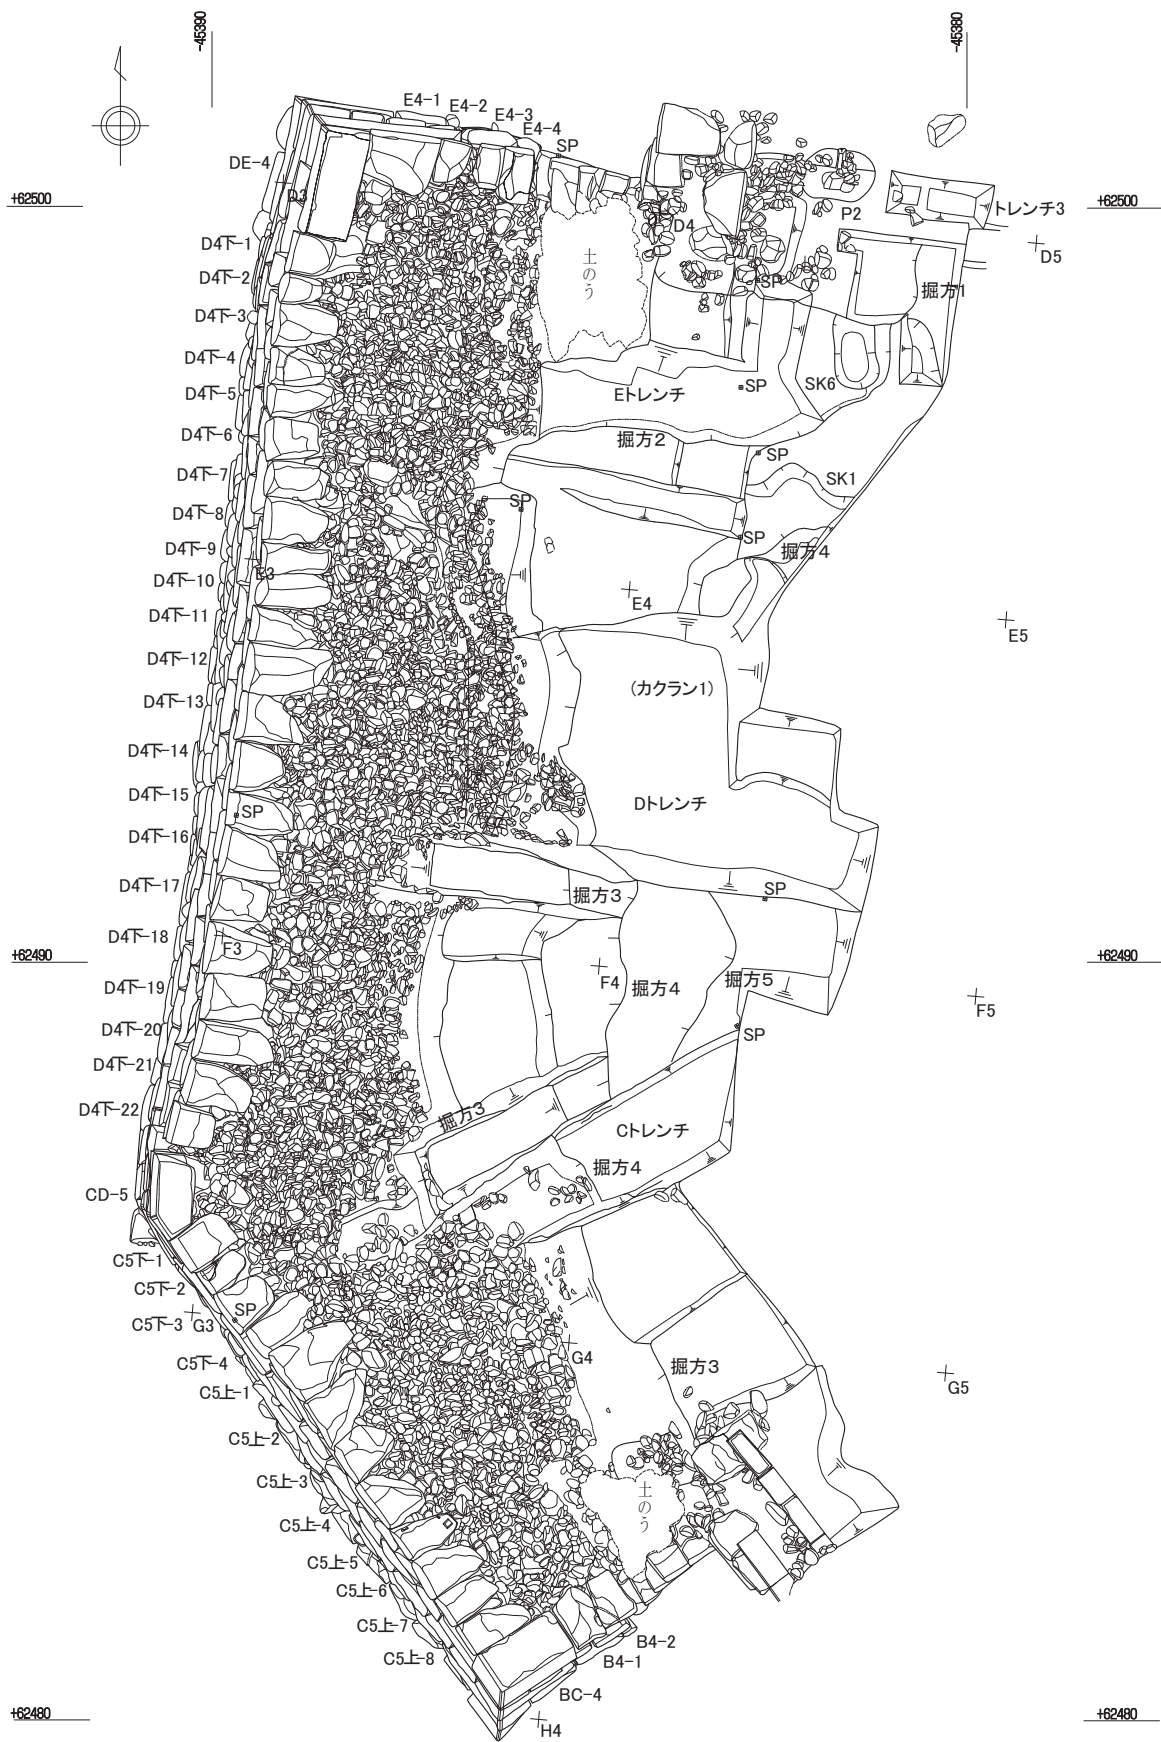 -45390
-45380
E4-1
E4-2
E4-3
E4-4
SP
DE-4
D3
+62500
+62500
トレンチ3
P2
D4
D5
D4下-1
D4下-2
土のう
SP
掘方1
D4下-3
D4下-4
D4下-5
Eトレンチ
SP
SK6
D4下-6
掘方2
SP
D4下-7
SK1
D4下-8
SP
SP
D4下-9
掘方4
D4下-10
E3
E4
D4下-11
E5
D4下-12
(カクラン1)
D4下-13
D4下-14
D4下-15
Dトレンチ
SP
D4下-16
D4下-17
掘方3
SP
D4下-18
F3
+62490
+62490
F4
掘方4
掘方5
D4下-19
F5
D4下-20
SP
D4下-21
D4下-22
掘方3
Cトレンチ
掘方4
CD-5
C5下-1
C5下-2
C5下-3
G3
SP
G4
C5下-4
掘方3
G5
C5上-1
C5上-2
C5上-3
土のう
C5上-4
C5上-5
C5上-6
C5上-7
B4-2
C5上-8
B4-1
BC-4
H4
+62480
+62480